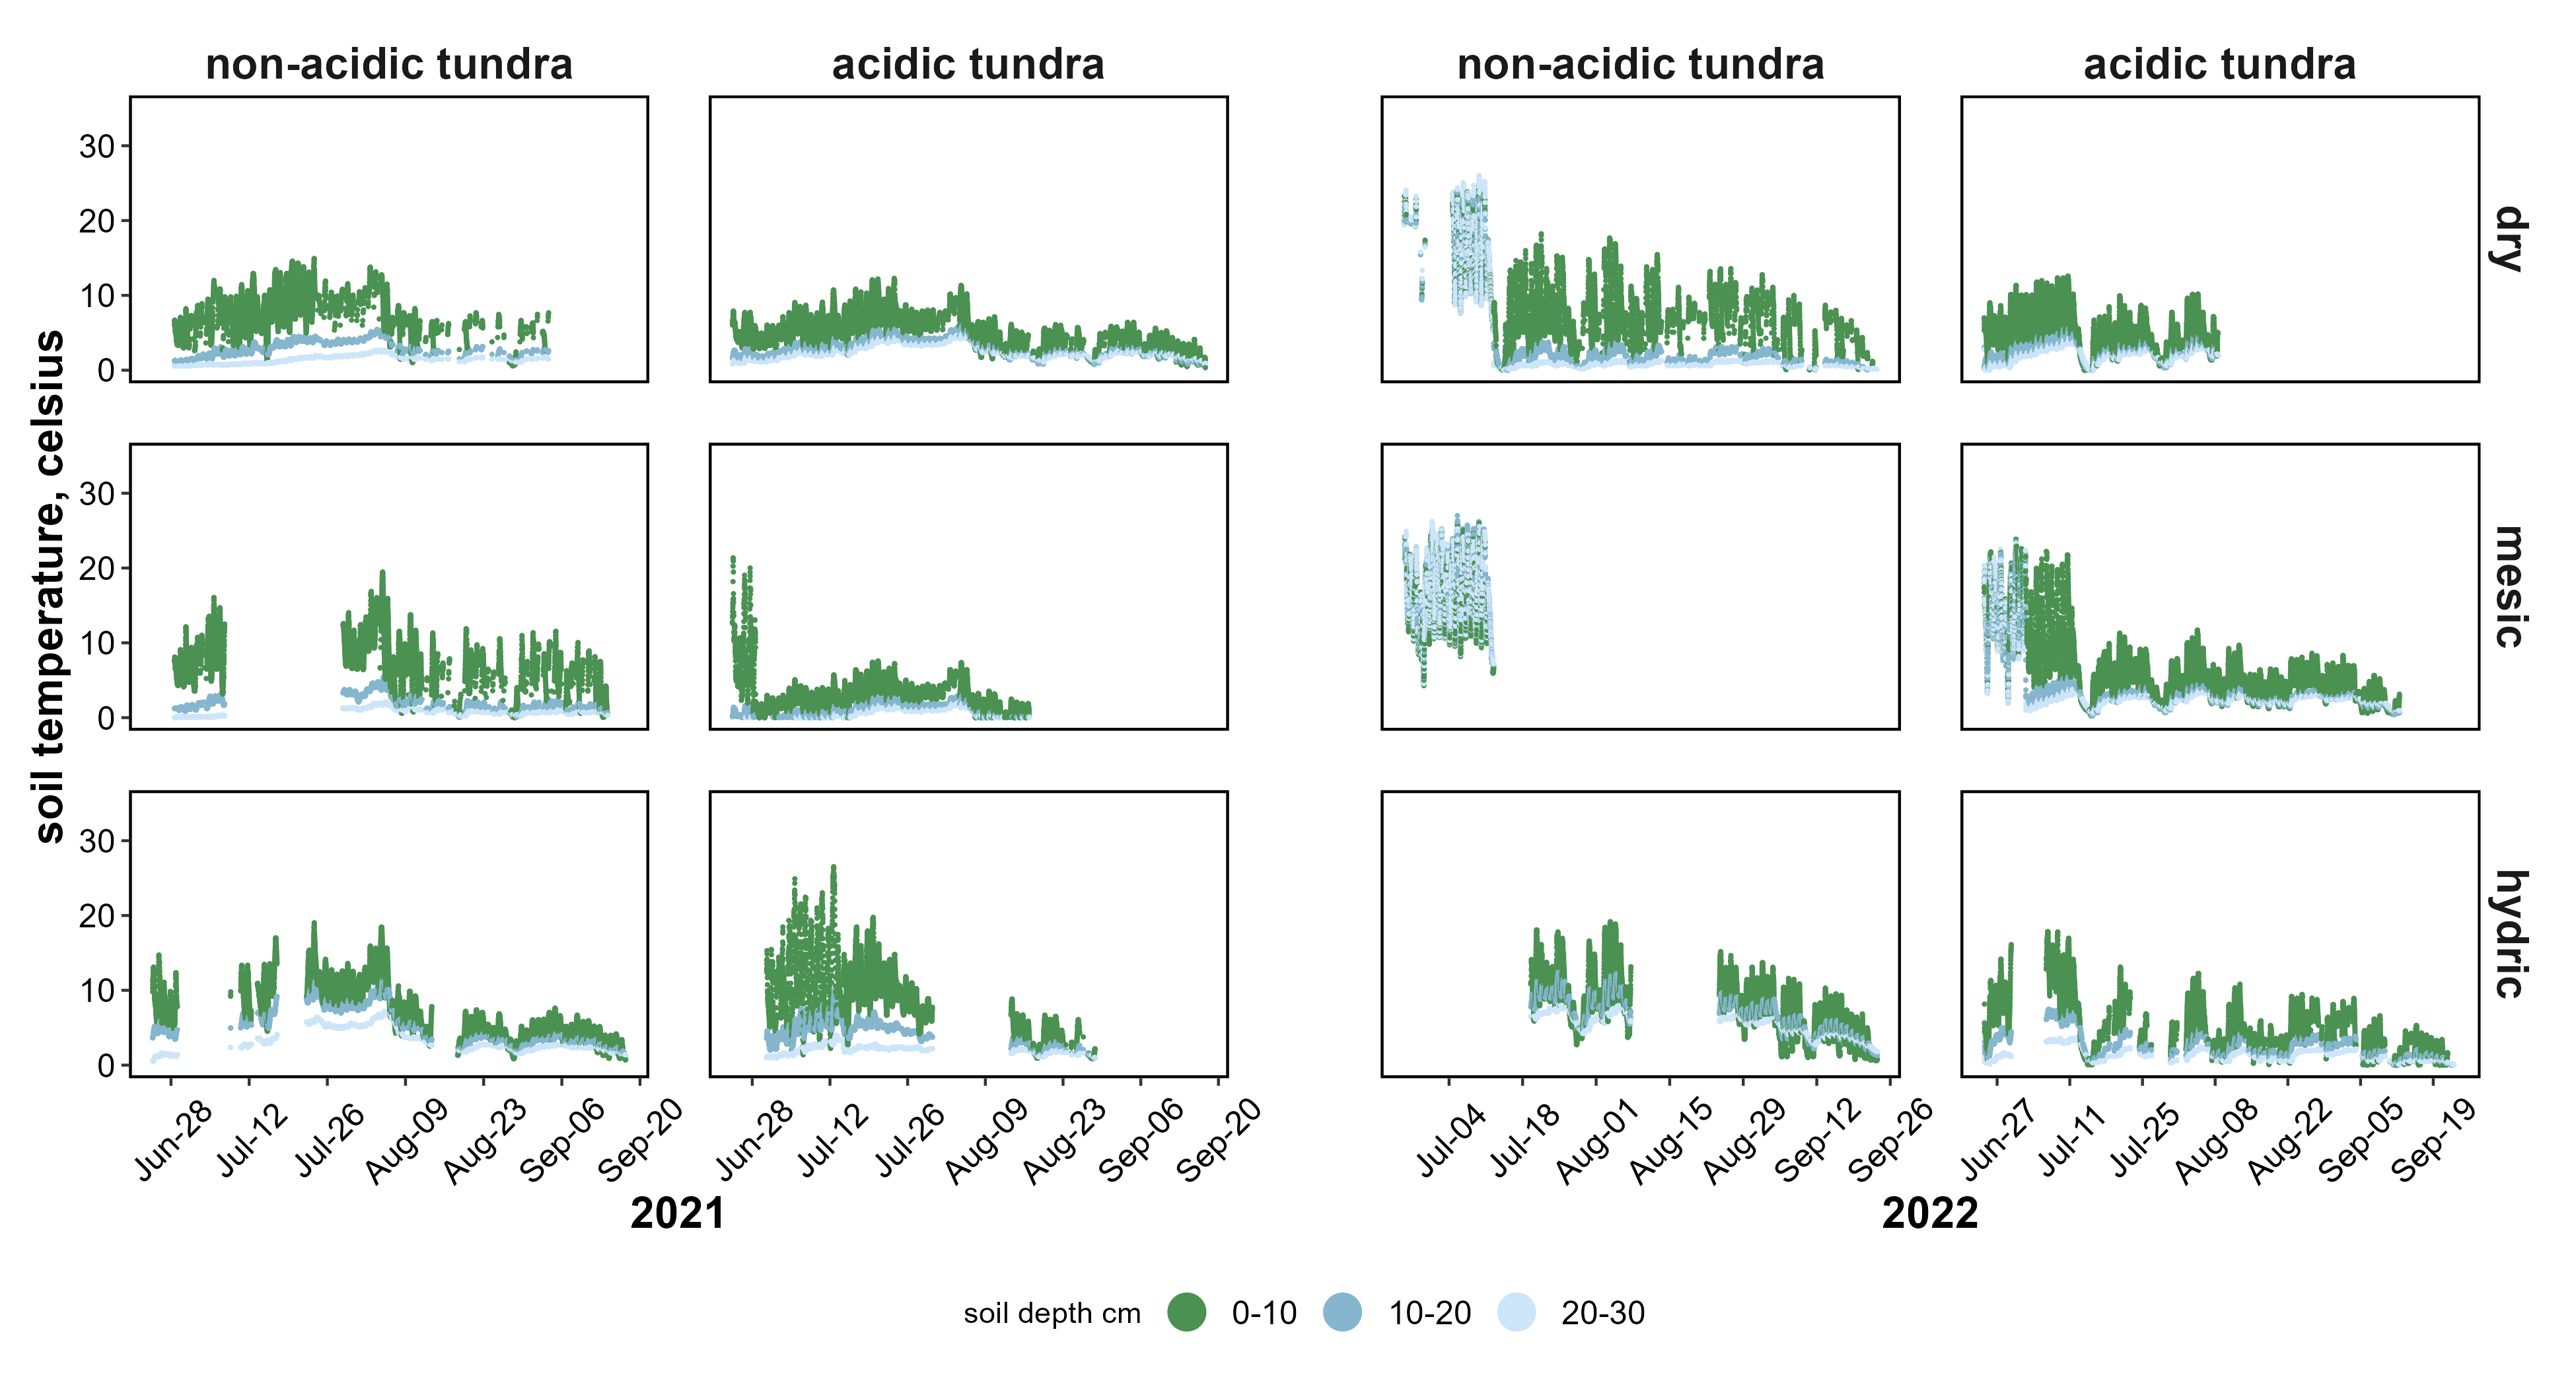 non-acidic tundra acidic tundra non-acidic tundra acidic tundra
soil temperature, celsius
30
20
10
0
dry
30
20
10
0
mesic
30
20
10
0
hydric
Jun-28 Jul-12 Jul-26 Aug-09 Aug-23 Sep-06 Sep-20 Jun-28 Jul-12 Jul-26 Aug-09 Aug-23 Sep-06 Sep-20 Jul-04 Jul-18 Aug-01 Aug-15 Aug-29 Sep-12 Sep-26 Jun-27 Jul-11 Jul-25 Aug-08 Aug-22 Sep-05 Sep-19
2021 2022
soil depth cm 0-10 10-20 20-30